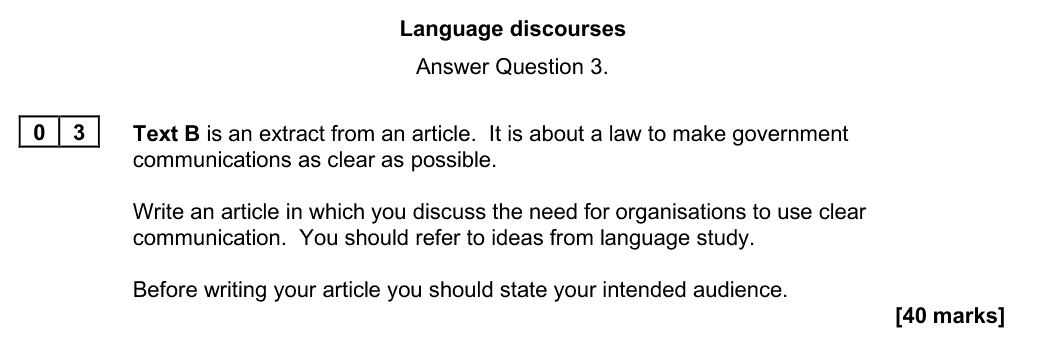 Language discourses
Answer Question 3.
0 3 Text B is an extract from an article. It is about a law to make government
communications as clear as possible.
Write an article in which you discuss the need for organisations to use clear
communication. You should refer to ideas from language study.
Before writing your article you should state your intended audience.
[40 marks]